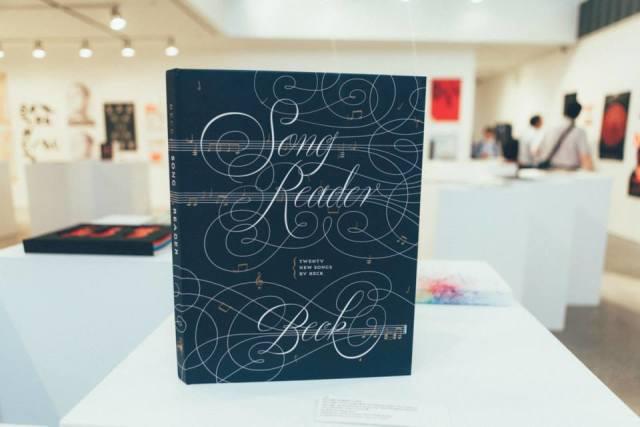 Song
Reader
TWENTY
NEW SONGS
BY BECK
Beck
BECK SONG READER